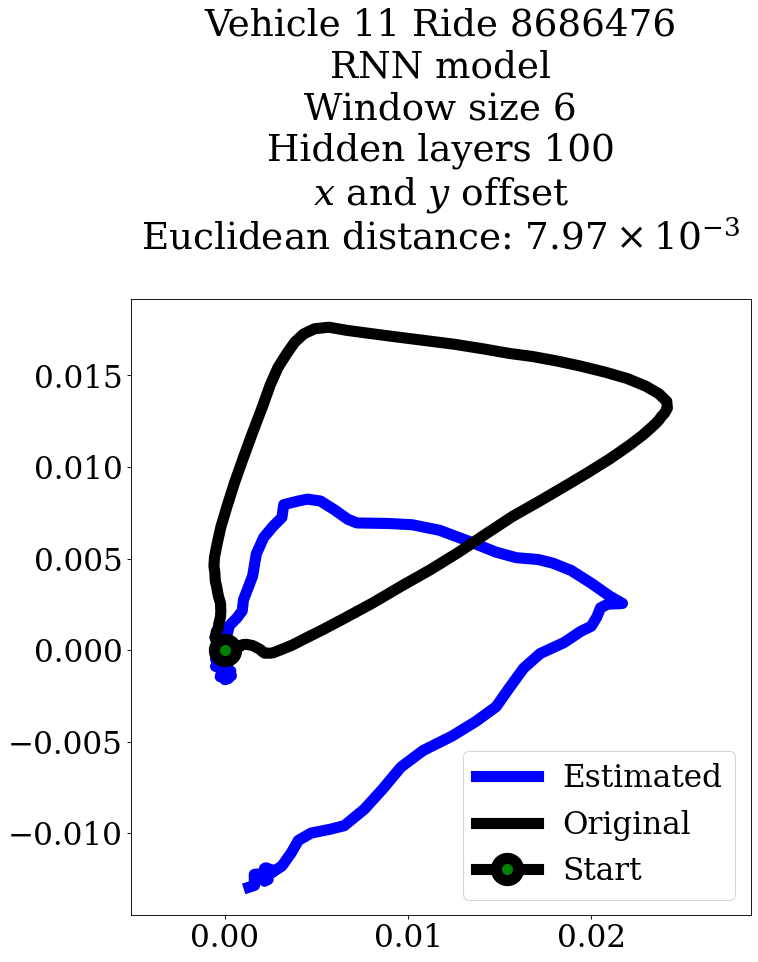 Vehicle 11 Ride 8686476
RNN model
Window size 6
Hidden layers 100
x and y offset
Euclidean distance: 7.97 × 10⁻³
0.015
0.010
0.005
0.000
−0.005
−0.010
Estimated
Original
Start
0.00 0.01 0.02